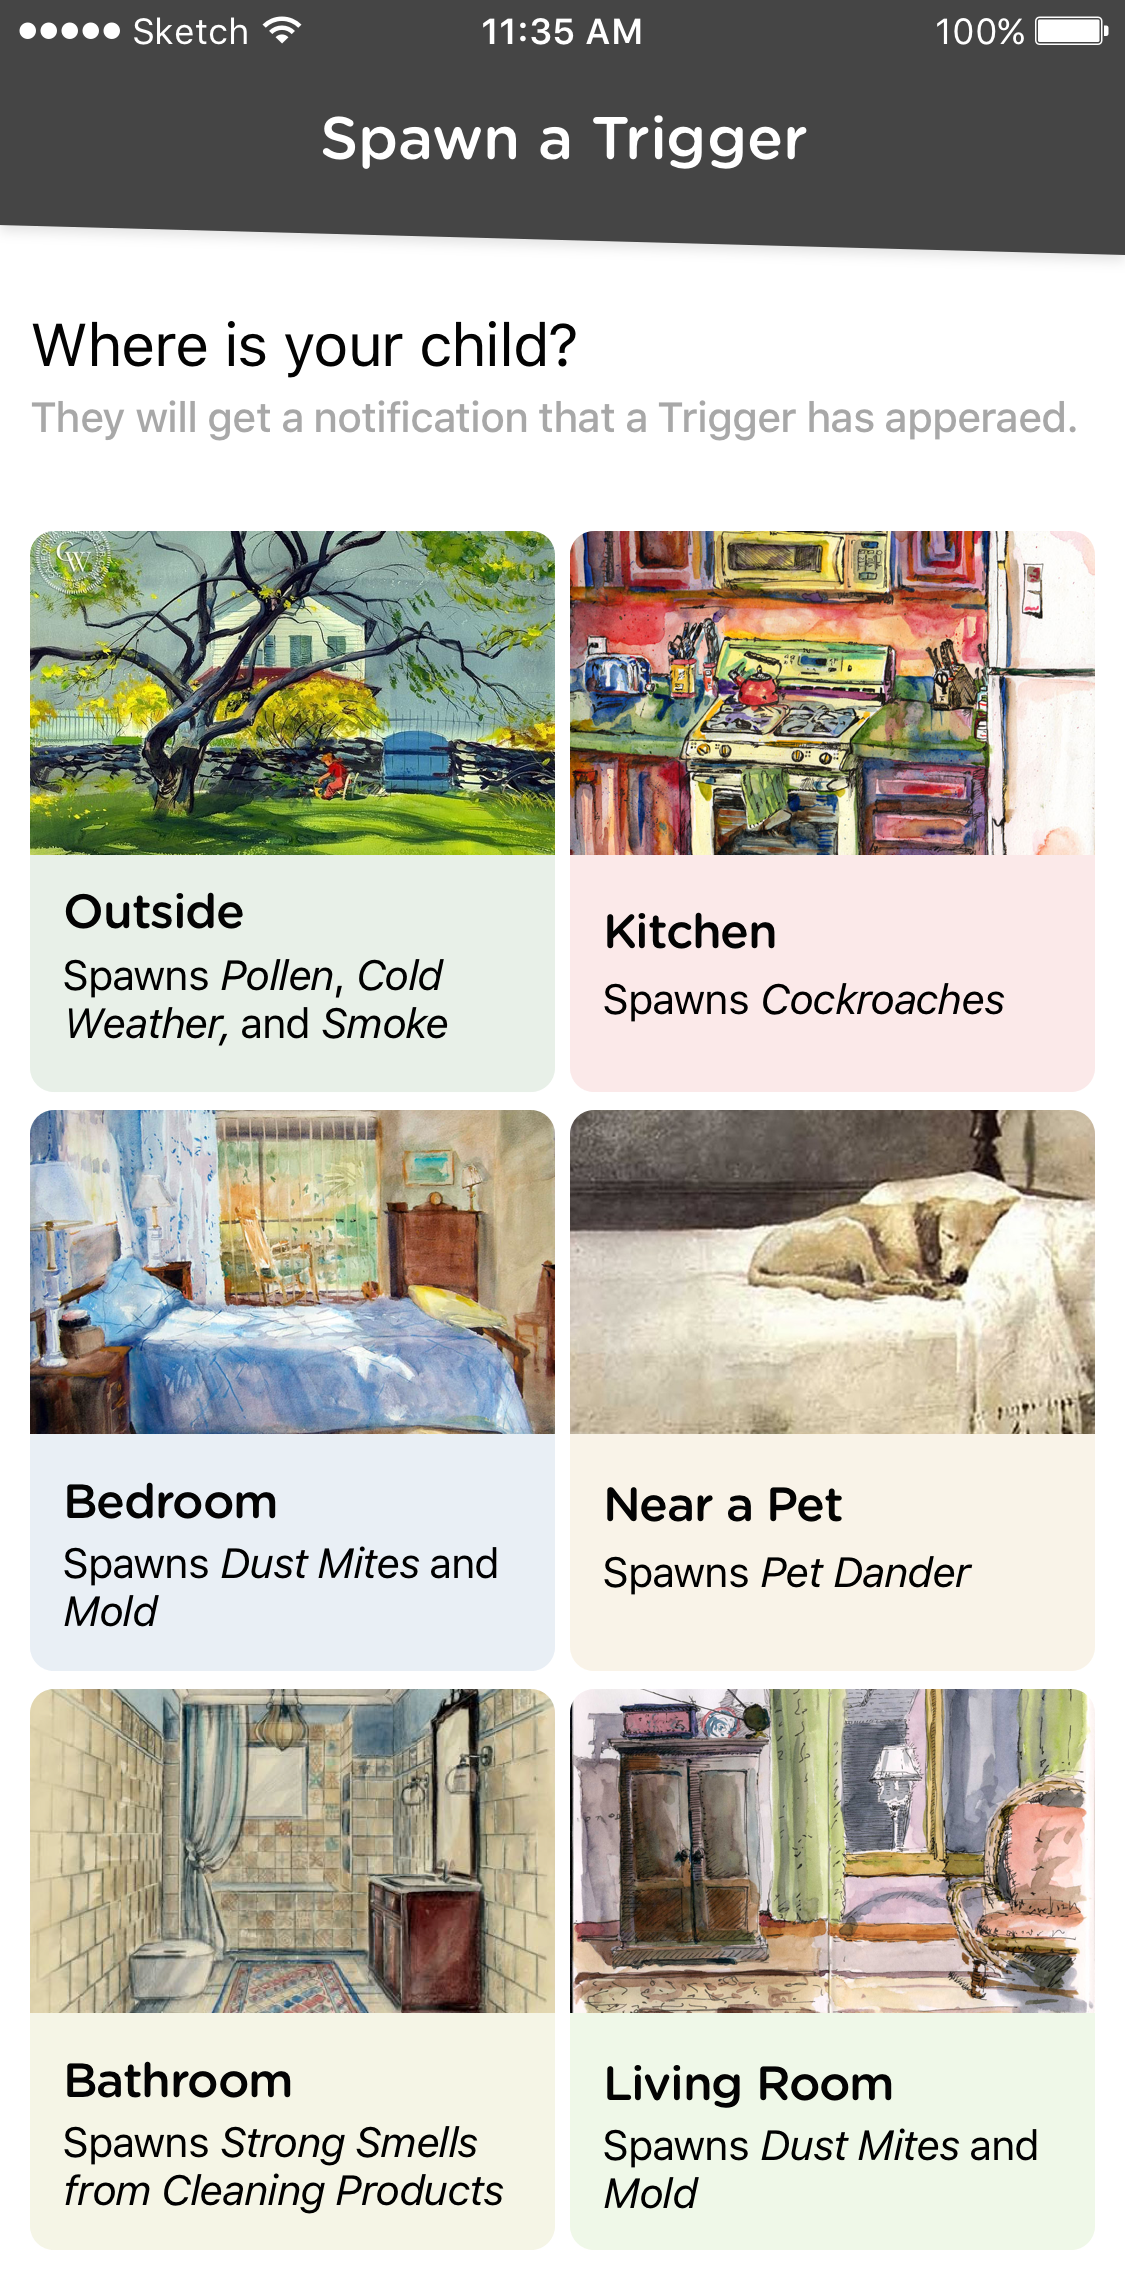 Sketch 11:35 AM 100%
Spawn a Trigger
Where is your child?
They will get a notification that a Trigger has apperaed.
CW
Outside
Spawns Pollen, Cold
Weather, and Smoke
Kitchen
Spawns Cockroaches
Bedroom
Spawns Dust Mites and
Mold
Near a Pet
Spawns Pet Dander
Bathroom
Spawns Strong Smells
from Cleaning Products
Living Room
Spawns Dust Mites and
Mold